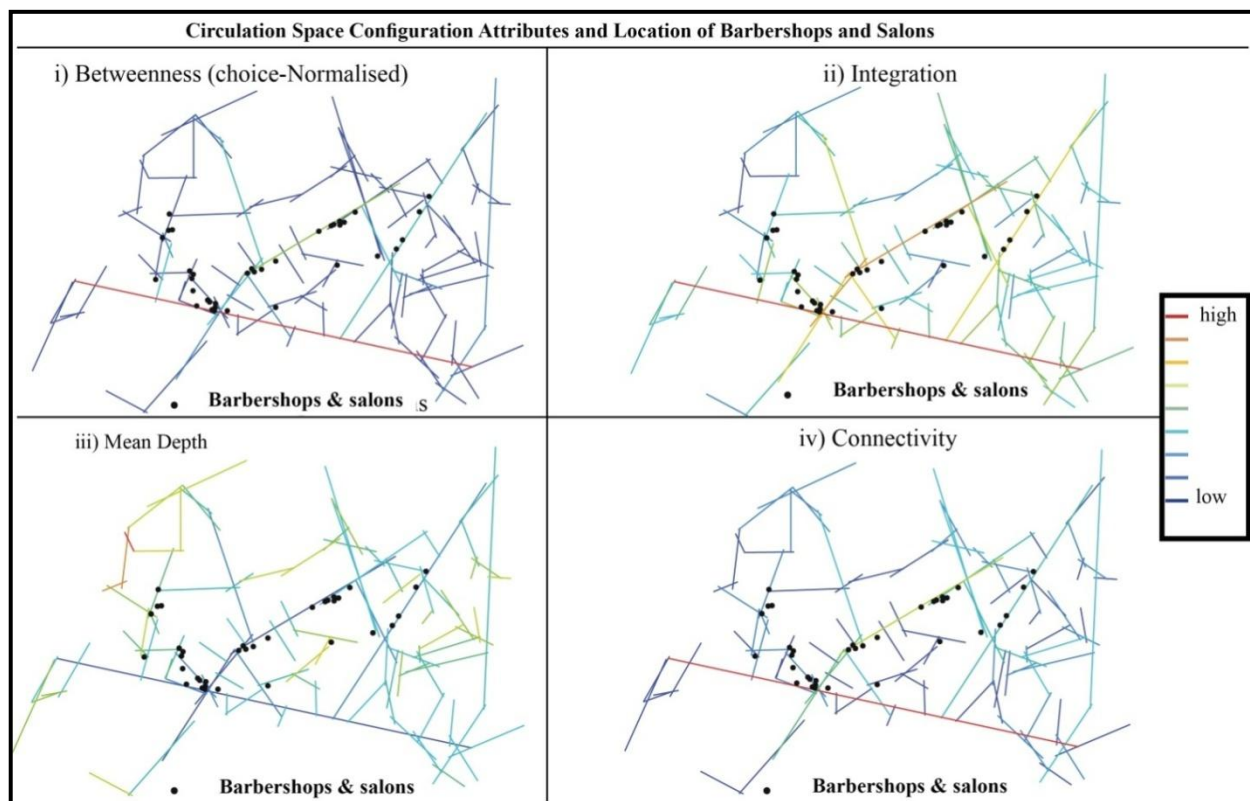 Circulation Space Configuration Attributes and Location of Barbershops and Salons
i) Betweenness (choice-Normalised)
ii) Integration
Barbershops & salons s
Barbershops & salons
high
low
iii) Mean Depth
iv) Connectivity
Barbershops & salons
Barbershops & salons